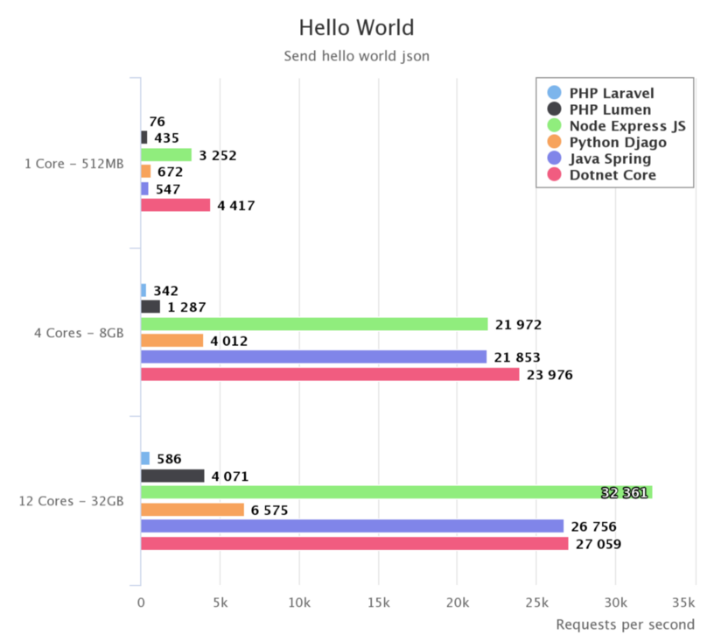 Hello World
Send hello world json
PHP Laravel
PHP Lumen
Node Express JS
Python Djago
Java Spring
Dotnet Core
1 Core – 512MB
76
435
3 252
672
547
4 417
4 Cores – 8GB
342
1 287
21 972
4 012
21 853
23 976
12 Cores – 32GB
586
4 071
32 361
6 575
26 756
27 059
0 5k 10k 15k 20k 25k 30k 35k
Requests per second